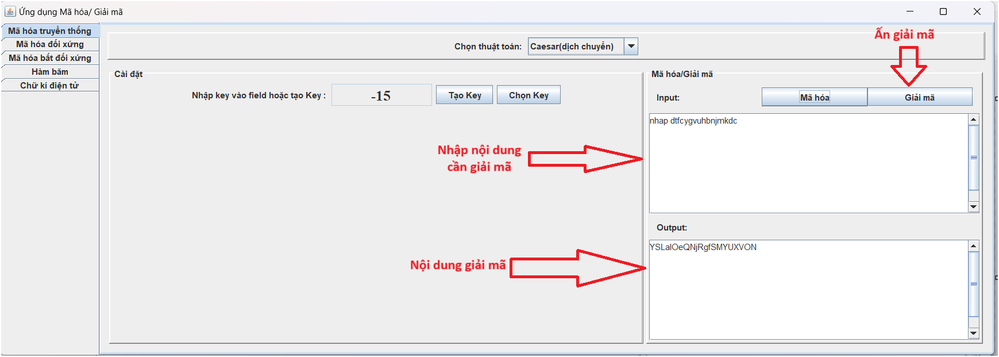 Ứng dụng Mã hóa/ Giải mã
Mã hóa truyền thống
Mã hóa đối xứng
Mã hóa bất đối xứng
Hàm băm
Chữ kí điện tử
Chọn thuật toán: Caesar(dịch chuyển)
Ấn giải mã
Cài đặt
Nhập key vào field hoặc tạo Key : -15 Tạo Key Chọn Key
Mã hóa/Giải mã
Input: Mã hóa Giải mã
nhap dtfcygvuhbnjmkdc
Nhập nội dung
cần giải mã
Output:
YSLalOeQNjRgfSMYUXVON
Nội dung giải mã